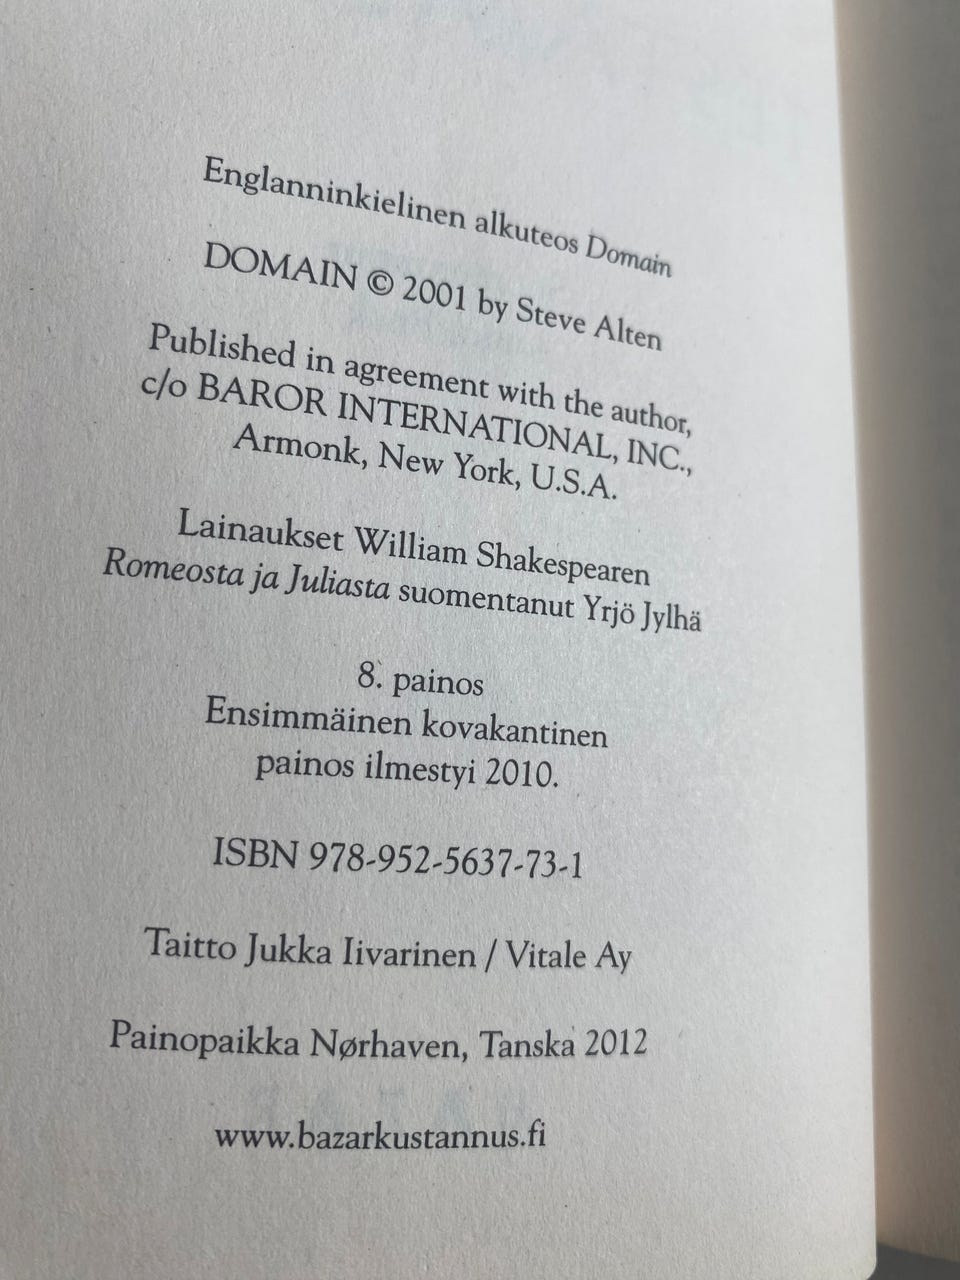 Englanninkielinen alkuteos Domain
DOMAIN © 2001 by Steve Alten
Published in agreement with the author,
c/o BAROR INTERNATIONAL, INC.,
Armonk, New York, U.S.A.
Lainaukset William Shakespearen
Romeosta ja Juliasta suomentanut Yrjö Jylhä
8. painos
Ensimmäinen kovakantinen
painos ilmestyi 2010.
ISBN 978-952-5637-73-1
Taitto Jukka Iivarinen / Vitale Ay
Painopaikka Nørhaven, Tanska 2012
www.bazarkustannus.fi